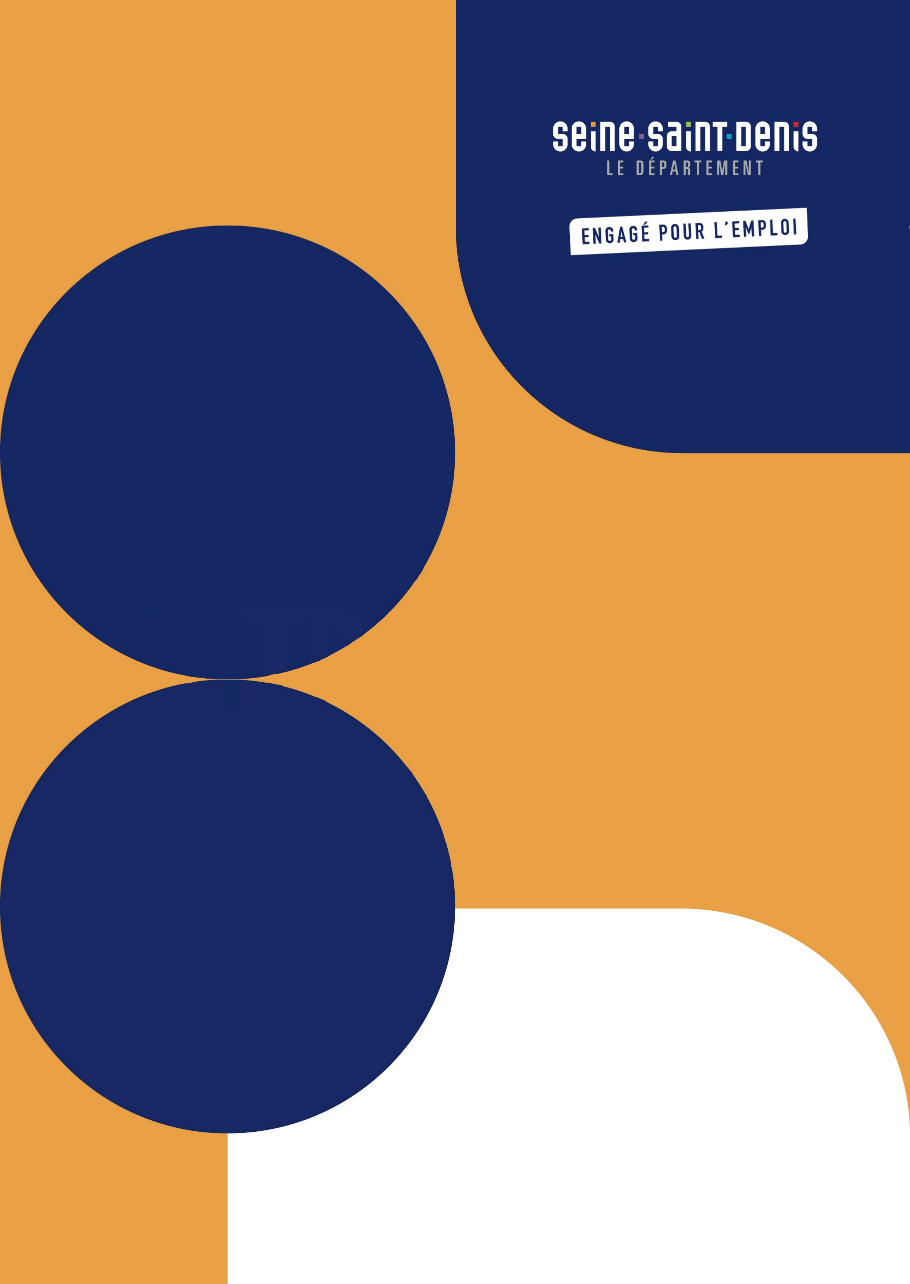 seine·saint·denis
LE DÉPARTEMENT
ENGAGÉ POUR L'EMPLOI